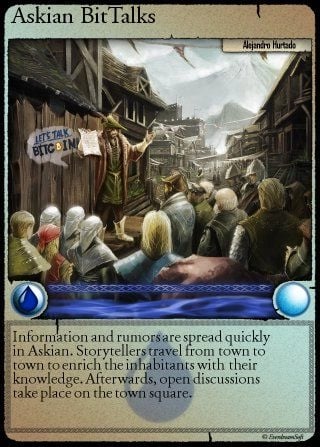 Askian BitTalks
Alejandro Hurtado
LET'S TALK
BITCOIN
Information and rumors are spread quickly
in Askian. Storytellers travel from town to
town to enrich the inhabitants with their
knowledge. Afterwards, open discussions
take place on the town square.
© EverdreamSoft